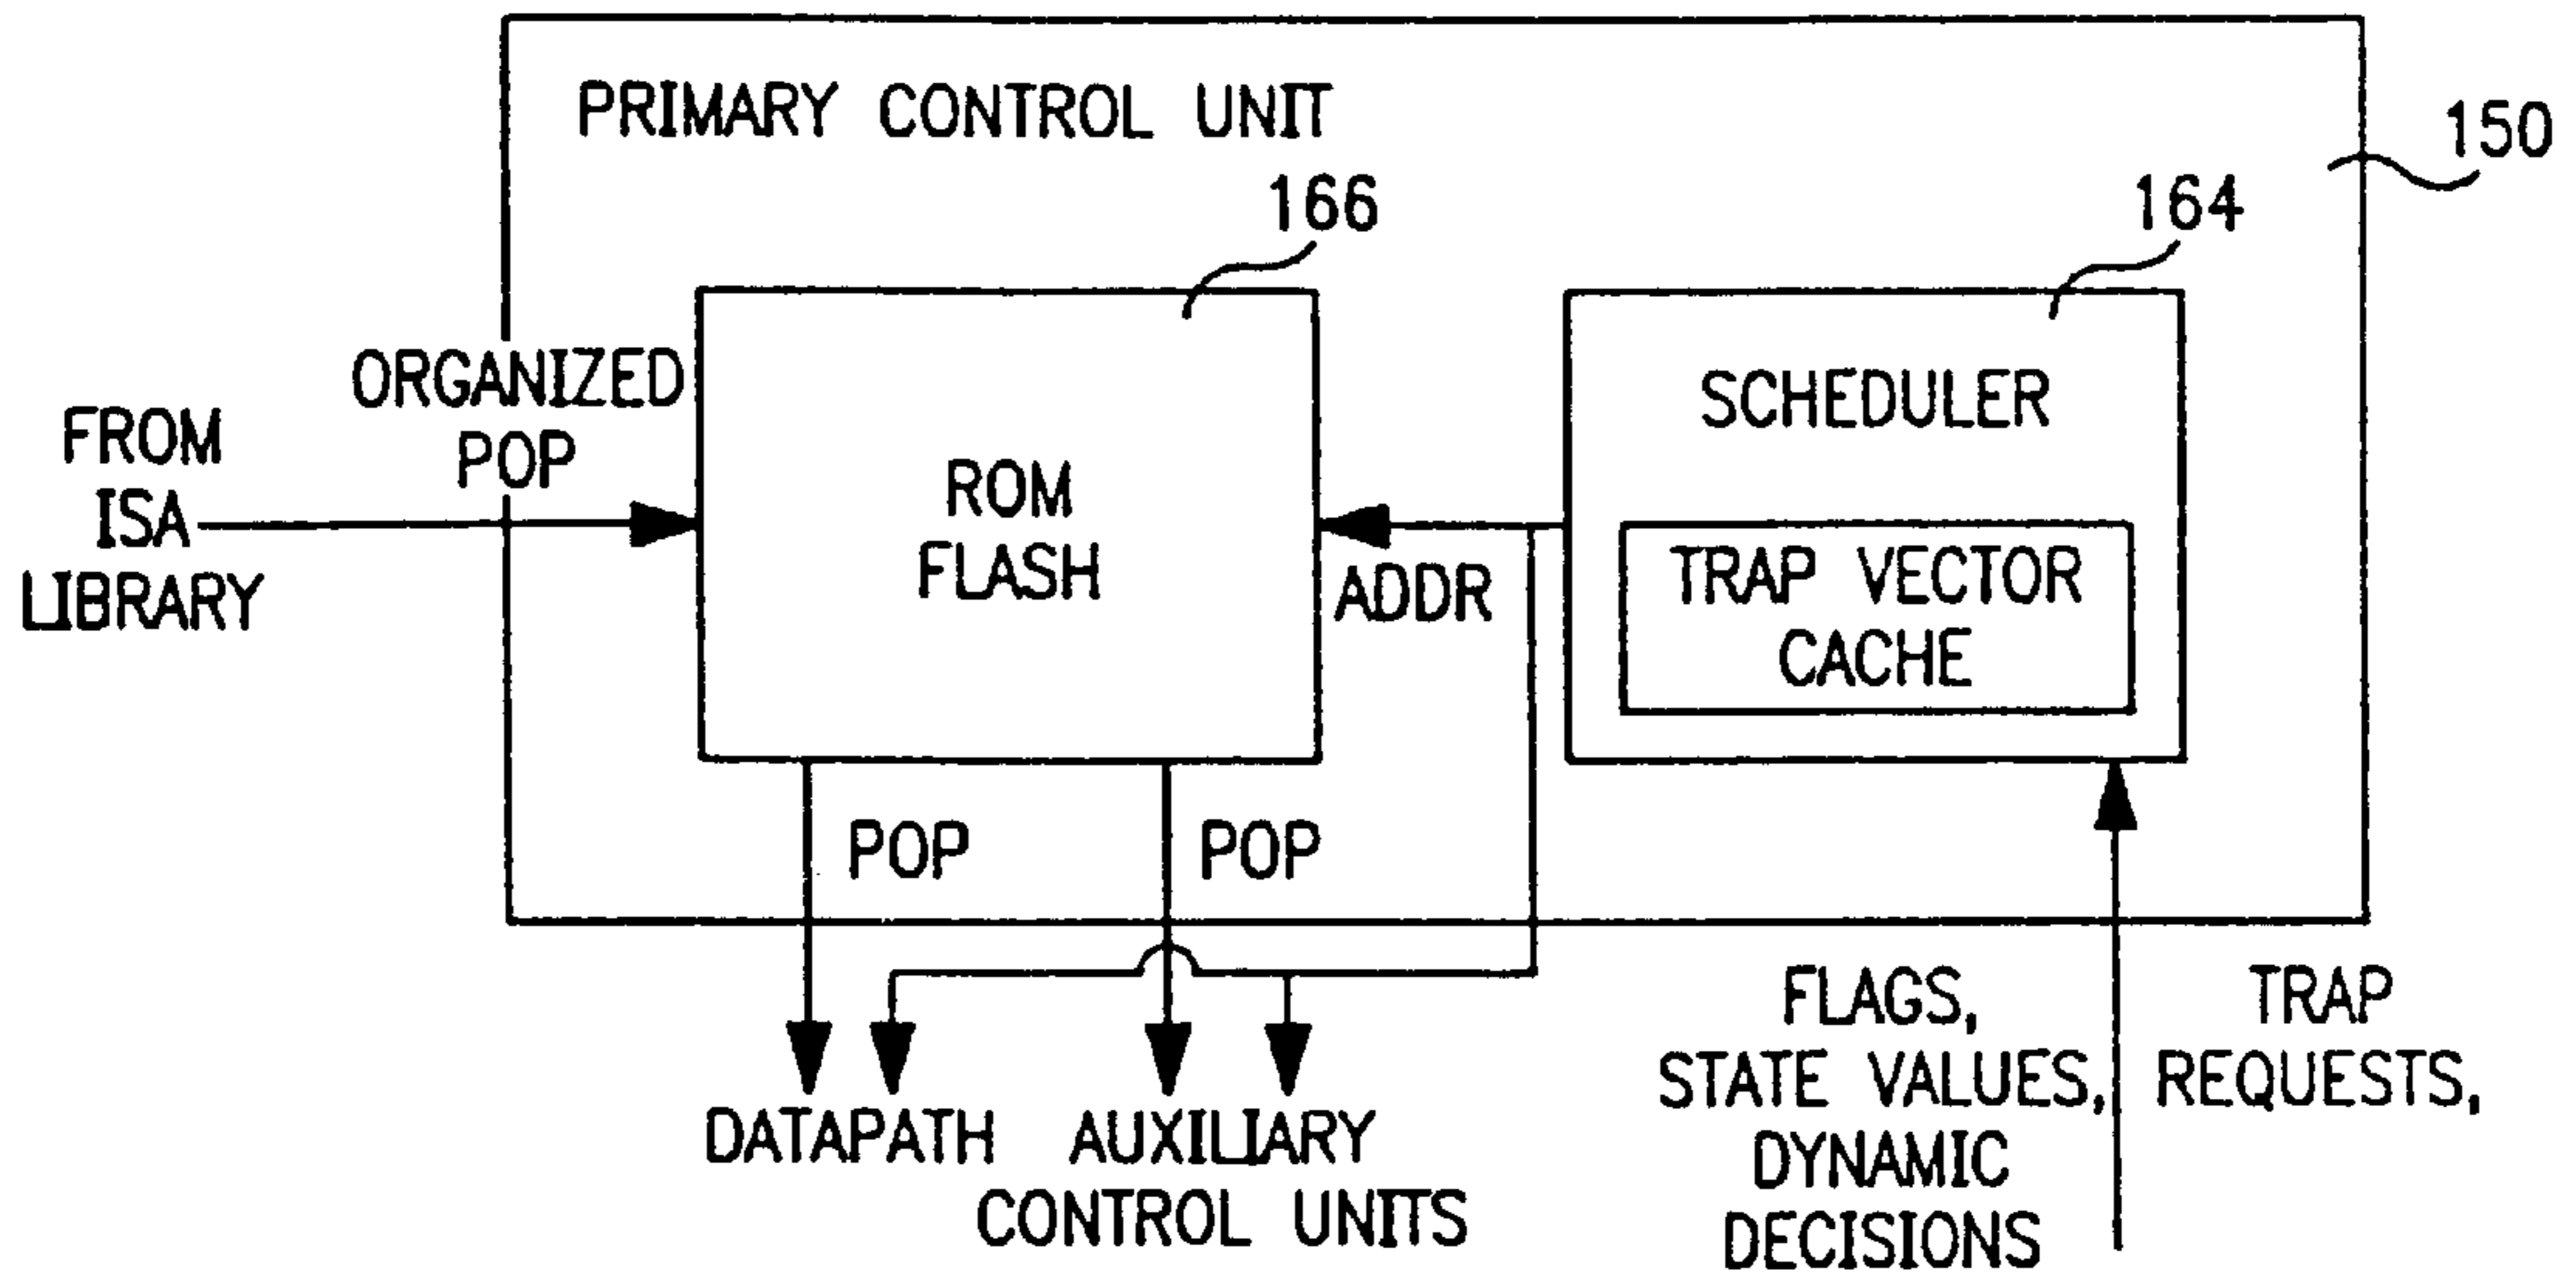 PRIMARY CONTROL UNIT
150
166
164
ORGANIZED
POP
FROM
ISA
LIBRARY
ROM
FLASH
ADDR
SCHEDULER
TRAP VECTOR
CACHE
POP
POP
DATAPATH
AUXILIARY
CONTROL UNITS
FLAGS,
STATE VALUES,
DYNAMIC
DECISIONS
TRAP
REQUESTS,